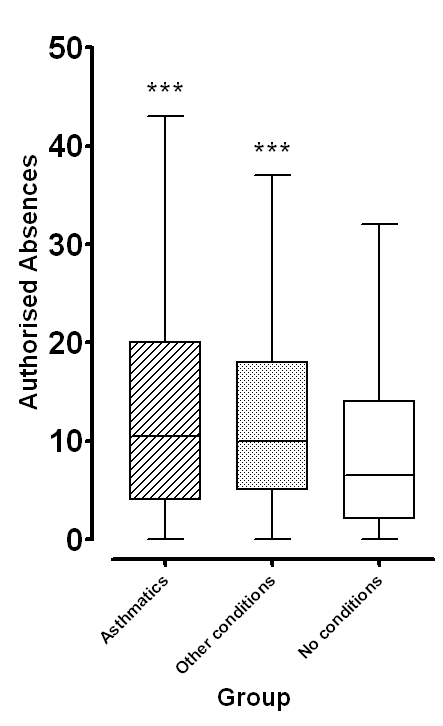 50
***
***
40
30
20
10
0
Authorised Absences
Asthmatics
Other conditions
No conditions
Group